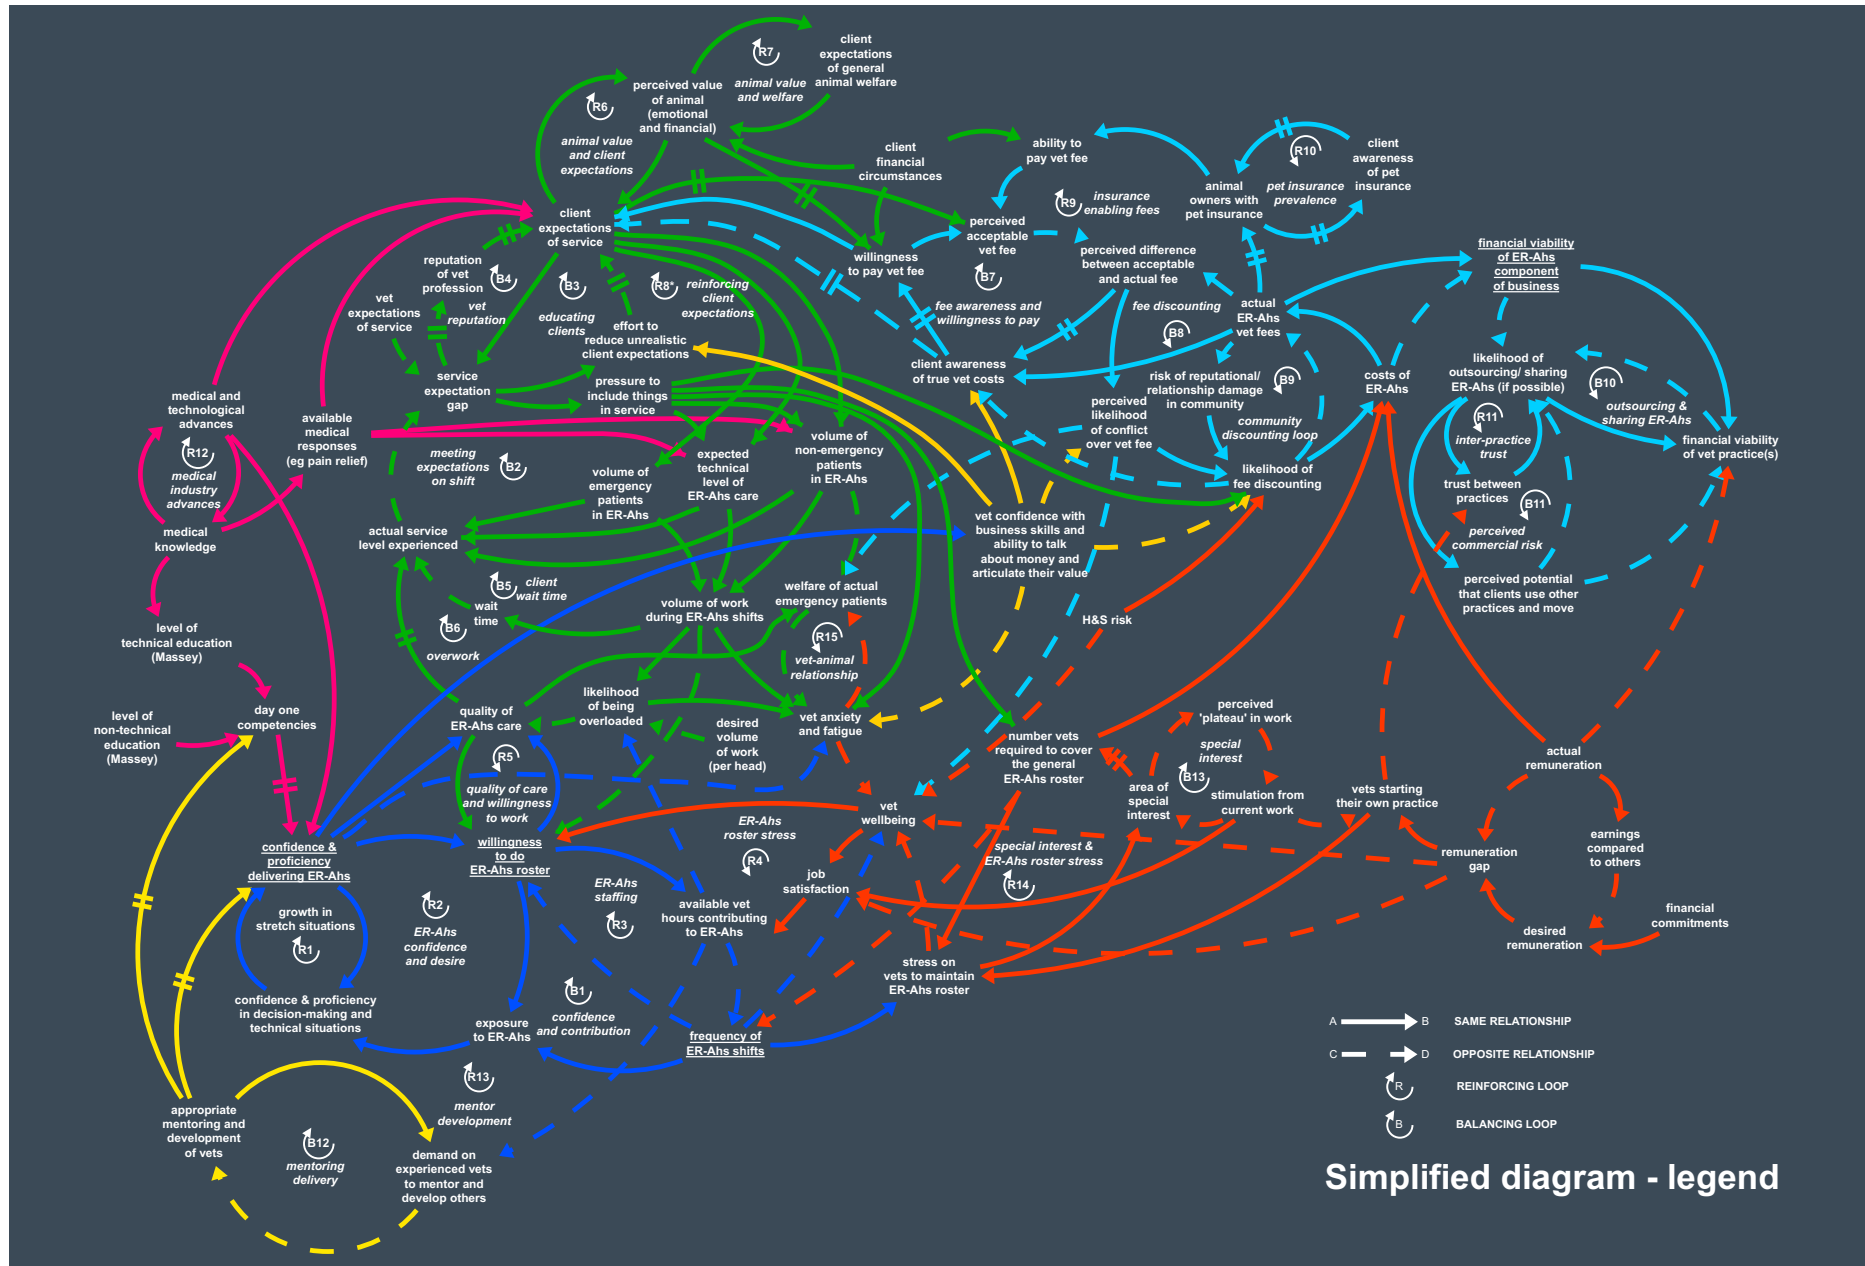 client
expectations
of general
animal welfare
R7
animal value
and welfare
perceived value
of animal
(emotional
and financial)
R6
animal value
and client
expectations
client
financial
circumstances
ability to
pay vet fee
R10
pet insurance
prevalence
client
awareness
of pet
insurance
animal
owners with
pet insurance
R9
insurance
enabling fees
client
expectations
of service
perceived
acceptable
vet fee
willingness
to pay vet fee
B7
fee awareness and
willingness to pay
perceived difference
between acceptable
and actual fee
financial viability
of ER-Ahs
component
of business
reputation
of vet
profession
B4
vet
reputation
vet
expectations
of service
B3
educating
clients
R8*
reinforcing
client
expectations
effort to
reduce unrealistic
client expectations
fee discounting
B8
actual
ER-Ahs
vet fees
client awareness
of true vet costs
risk of reputational/
relationship damage
in community
B9
community
discounting loop
costs of
ER-Ahs
likelihood of
outsourcing/ sharing
ER-Ahs (if possible)
B10
outsourcing &
sharing ER-Ahs
R11
inter-practice
trust
financial viability
of vet practice(s)
service
expectation
gap
pressure to
include things
in service
perceived
likelihood
of conflict
over vet fee
medical and
technological
advances
available
medical
responses
(eg pain relief)
R12
medical
industry
advances
meeting
expectations
on shift
B2
volume of
emergency
patients
in ER-Ahs
expected
technical
level of
ER-Ahs care
volume of
non-emergency
patients
in ER-Ahs
likelihood of
fee discounting
trust between
practices
B11
perceived
commercial risk
perceived potential
that clients use other
practices and move
medical
knowledge
actual service
level experienced
vet confidence with
business skills and
ability to talk
about money and
articulate their value
B5
client
wait time
wait
time
B6
overwork
volume of work
during ER-Ahs shifts
welfare of actual
emergency patients
R15
vet-animal
relationship
H&S risk
level of
technical education
(Massey)
level of
non-technical
education
(Massey)
day one
competencies
quality of
ER-Ahs care
likelihood
of being
overloaded
desired
volume
of work
(per head)
vet anxiety
and fatigue
number vets
required to cover
the general
ER-Ahs roster
perceived
'plateau' in work
special
interest
B13
area of
special
interest
stimulation from
current work
vets starting
their own practice
actual
remuneration
R5
quality of care
and willingness
to work
vet
wellbeing
ER-Ahs
roster stress
R4
special interest &
ER-Ahs roster stress
R14
confidence &
proficiency
delivering ER-Ahs
willingness
to do
ER-Ahs roster
job
satisfaction
remuneration
gap
earnings
compared
to others
financial
commitments
desired
remuneration
growth in
stretch situations
R1
R2
ER-Ahs
confidence
and desire
ER-Ahs
staffing
R3
available vet
hours contributing
to ER-Ahs
stress on
vets to maintain
ER-Ahs roster
confidence & proficiency
in decision-making and
technical situations
exposure
to ER-Ahs
B1
confidence
and contribution
frequency of
ER-Ahs shifts
R13
mentor
development
appropriate
mentoring and
development
of vets
B12
mentoring
delivery
demand on
experienced vets
to mentor and
develop others
A B SAME RELATIONSHIP
C D OPPOSITE RELATIONSHIP
R REINFORCING LOOP
B BALANCING LOOP
Simplified diagram - legend